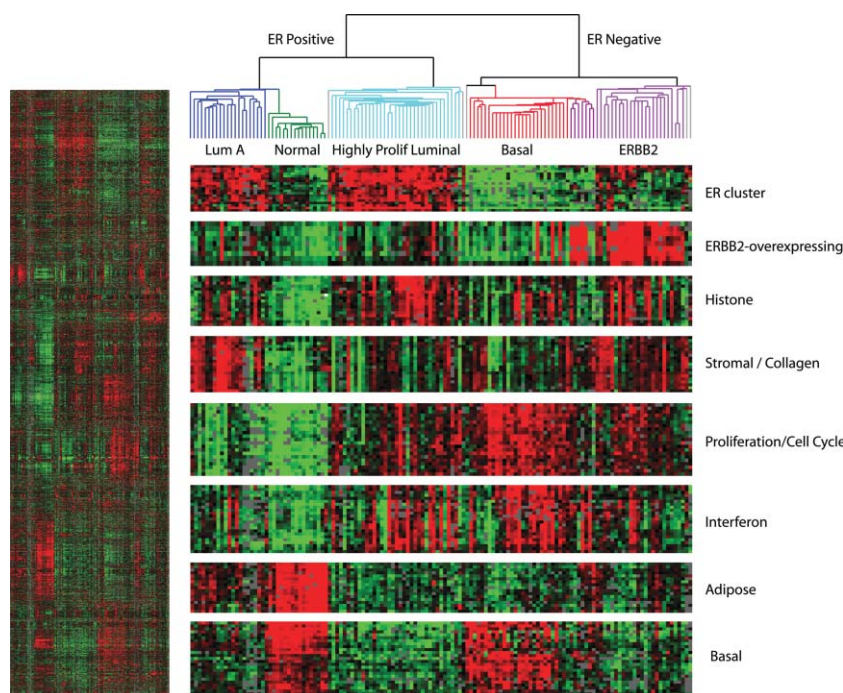 ER Positive
ER Negative
Lum A
Normal
Highly Prolif Luminal
Basal
ERBB2
ER cluster
ERBB2-overexpressing
Histone
Stromal / Collagen
Proliferation/Cell Cycle
Interferon
Adipose
Basal